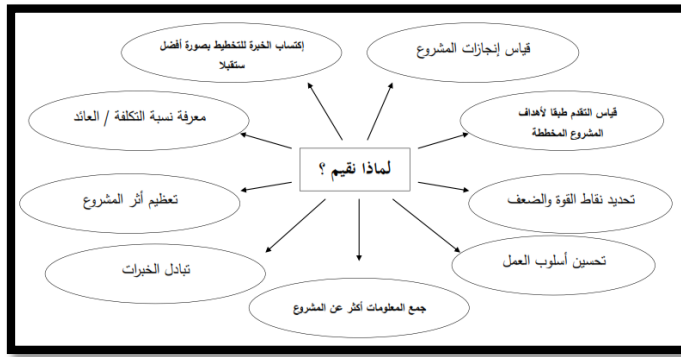 لماذا نقيم ؟
قياس إنجازات المشروع
قياس التقدم طبقا لأهداف
المشروع المخططة
تحديد نقاط القوة والضعف
تحسين أسلوب العمل
جمع المعلومات أكثر عن المشروع
تبادل الخبرات
تعظيم أثر المشروع
معرفة نسبة التكلفة / العائد
إكتساب الخبرة للتخطيط بصورة أفضل
ستقبلا